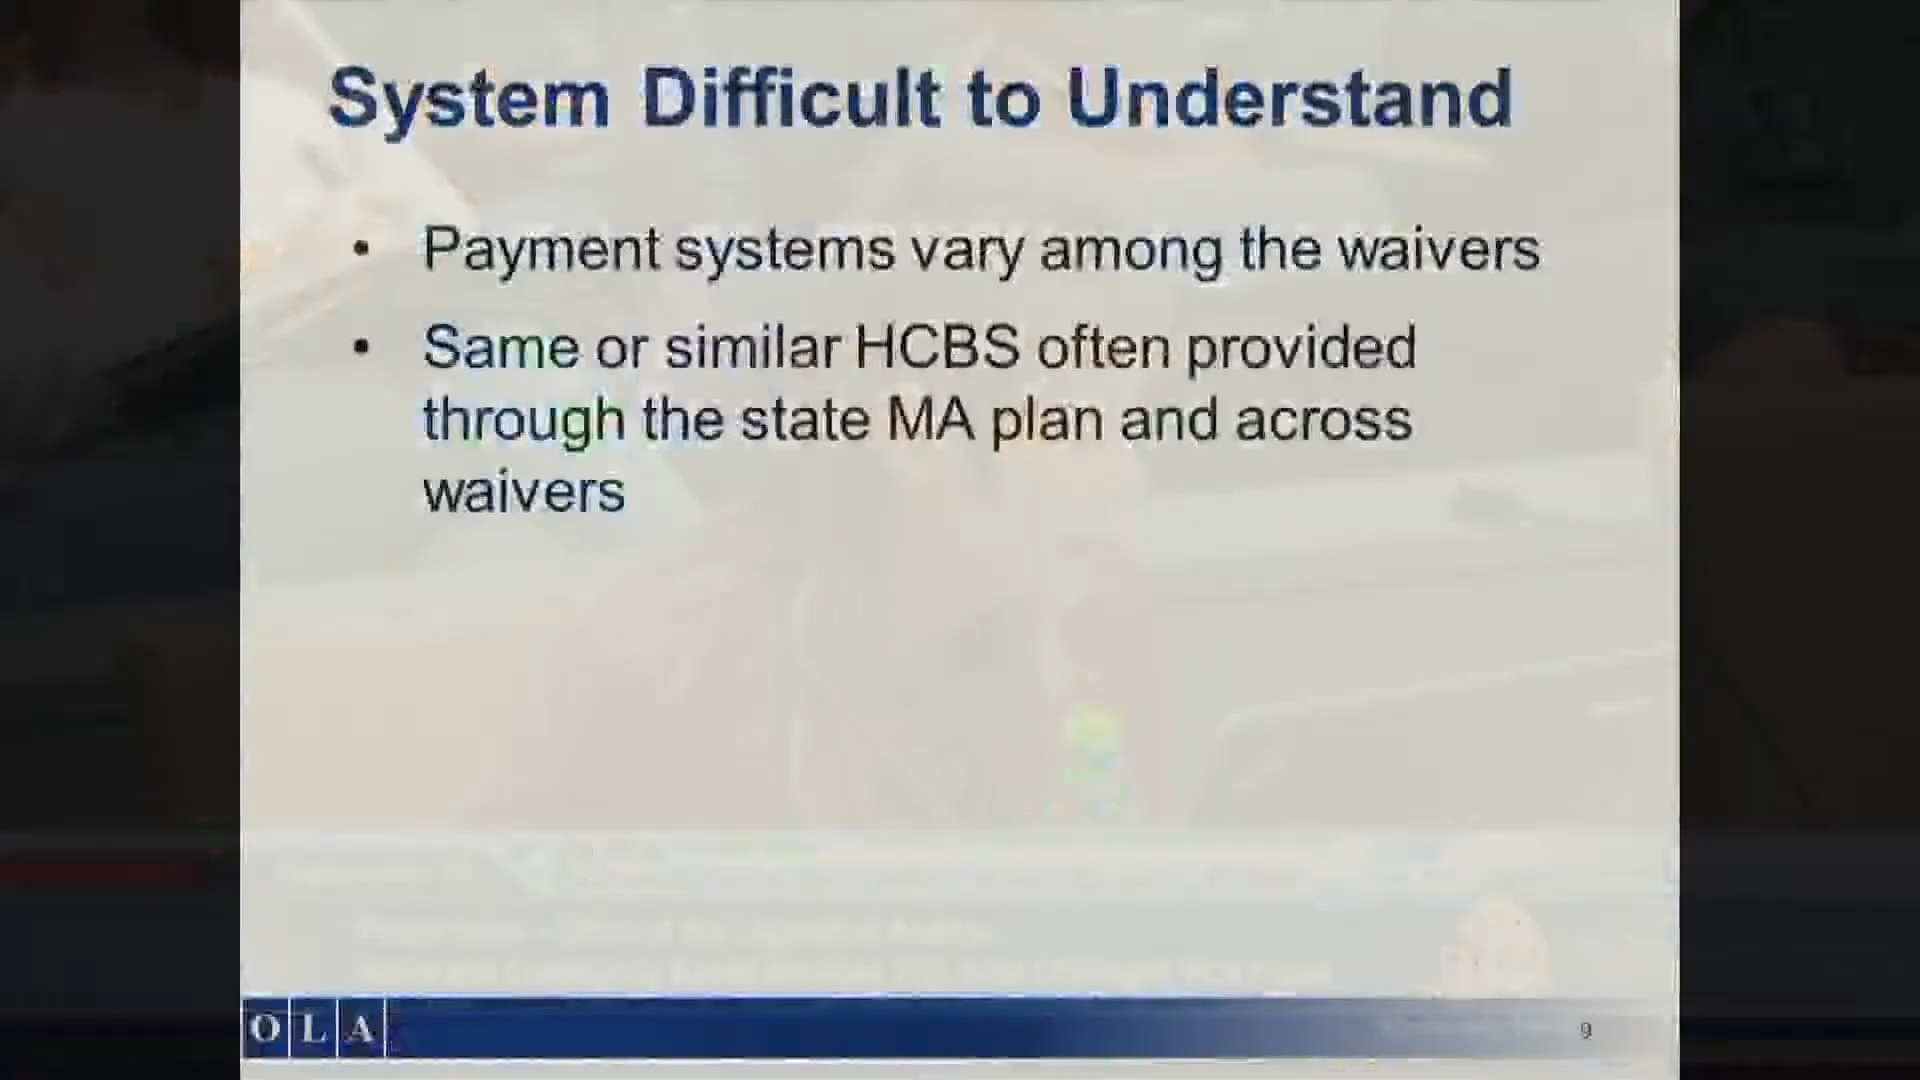 System Difficult to Understand
• Payment systems vary among the waivers
• Same or similar HCBS often provided
through the state MA plan and across
waivers
OLA
9